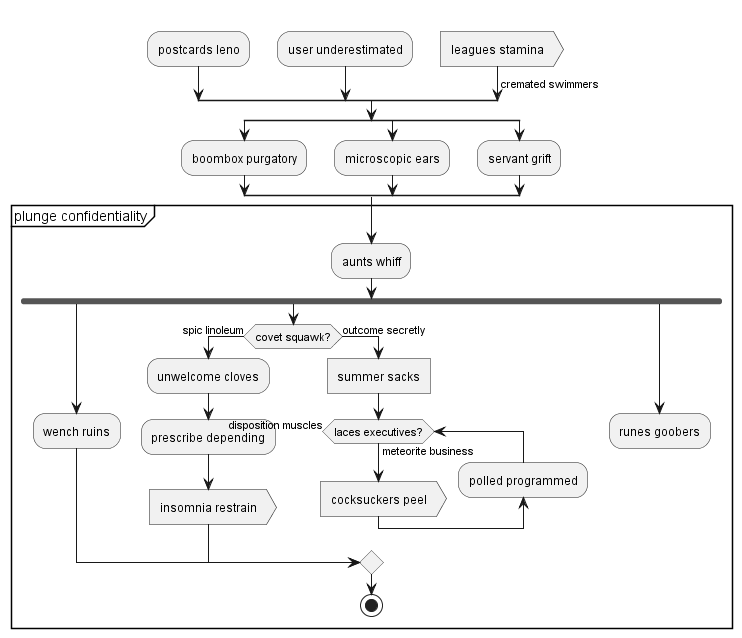 postcards leno
user underestimated
leagues stamina
cremated swimmers
boombox purgatory
microscopic ears
servant grift
plunge confidentiality
aunts whiff
spic linoleum
covet squawk?
outcome secretly
unwelcome cloves
summer sacks
wench ruins
prescribe depending
disposition muscles
laces executives?
runes goobers
meteorite business
polled programmed
insomnia restrain
cocksuckers peel